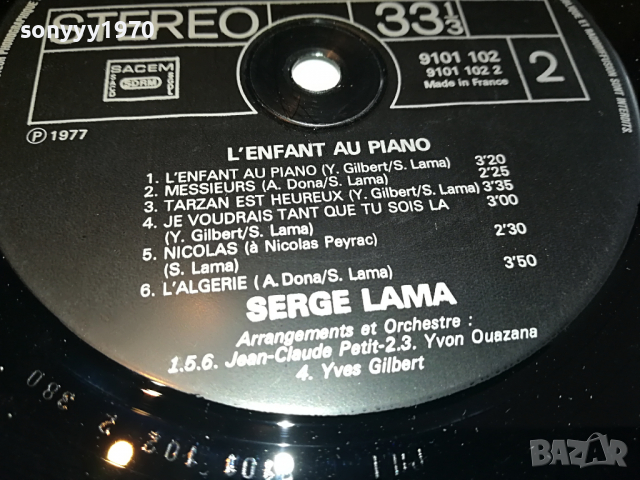 sonyyy1970
STEREO
33 1/3
SACEM
SDRM
9101 102
9101 102 2
Made in France
2
℗ 1977
L'ENFANT AU PIANO
1. L'ENFANT AU PIANO (Y. Gilbert/S. Lama) 3'20
2. MESSIEURS (A. Dona/S. Lama) 2'25
3. TARZAN EST HEUREUX (Y. Gilbert/S. Lama) 3'35
4. JE VOUDRAIS TANT QUE TU SOIS LA 3'00
(Y. Gilbert/S. Lama)
5. NICOLAS (à Nicolas Peyrac) 2'30
(S. Lama)
6. L'ALGERIE (A. Dona/S. Lama) 3'50
SERGE LAMA
Arrangements et Orchestre :
1.5.6. Jean-Claude Petit-2.3. Yvon Ouazana
4. Yves Gilbert
BAZAR